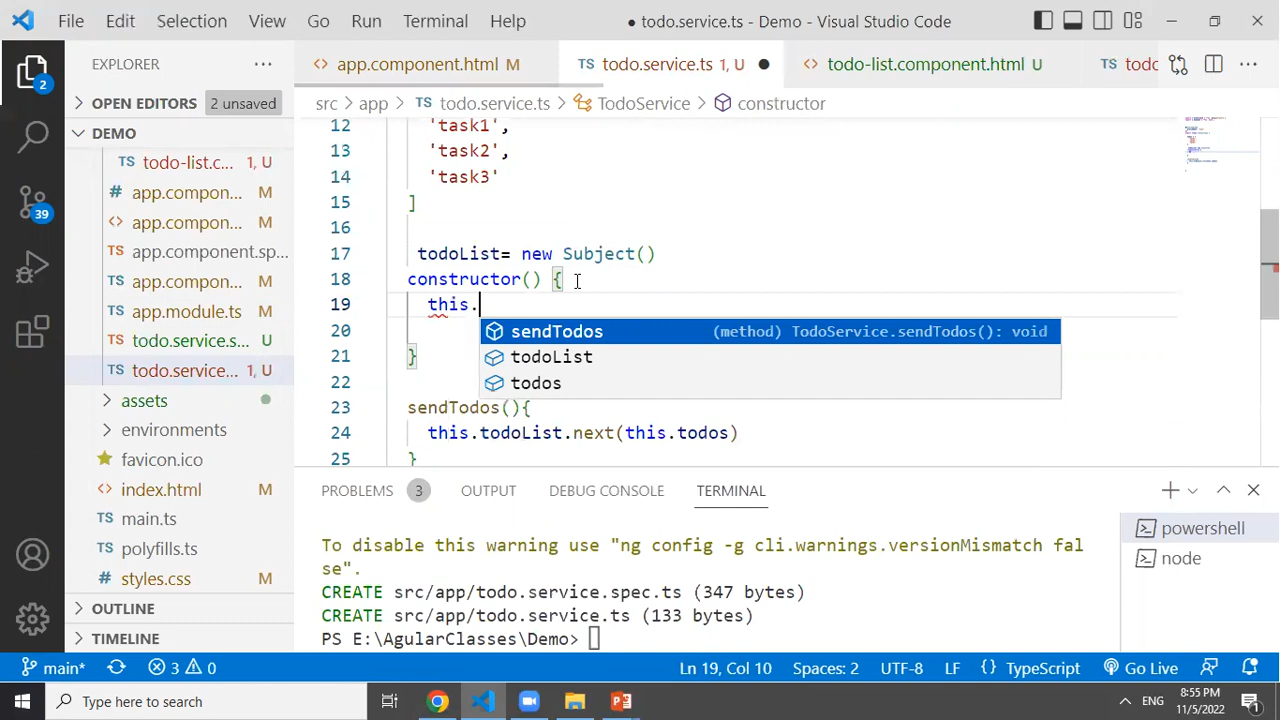 File Edit Selection View Go Run Terminal Help
● todo.service.ts - Demo - Visual Studio Code
EXPLORER ...
<> app.component.html M
TS todo.service.ts 1, U ●
<> todo-list.component.html U
TS todo
2
OPEN EDITORS 2 unsaved
src > app > TS todo.service.ts > TodoService > constructor
DEMO
TS todo-list.c... 1, U
# app.compon... M
<> app.compon... M
TS app.component.sp...
TS app.compon... M
TS app.module.ts M
TS todo.service.s... U
TS todo.service... 1, U
assets
environments
favicon.ico
<> index.html M
TS main.ts
TS polyfills.ts
# styles.css M
OUTLINE
TIMELINE
39
12 'task1',
13 'task2',
14 'task3'
15 ]
16
17 todoList= new Subject()
18 constructor() {
19 this.
20
21 }
22
23 sendTodos(){
24 this.todoList.next(this.todos)
25 }
sendTodos (method) TodoService.sendTodos(): void
todoList
todos
PROBLEMS 3 OUTPUT DEBUG CONSOLE TERMINAL
To disable this warning use "ng config -g cli.warnings.versionMismatch fal
se".
CREATE src/app/todo.service.spec.ts (347 bytes)
CREATE src/app/todo.service.ts (133 bytes)
PS E:\AgularClasses\Demo>
powershell
node
main* 3 0 Ln 19, Col 10 Spaces: 2 UTF-8 LF {} TypeScript Go Live
Type here to search
ENG
8:55 PM
11/5/2022
1